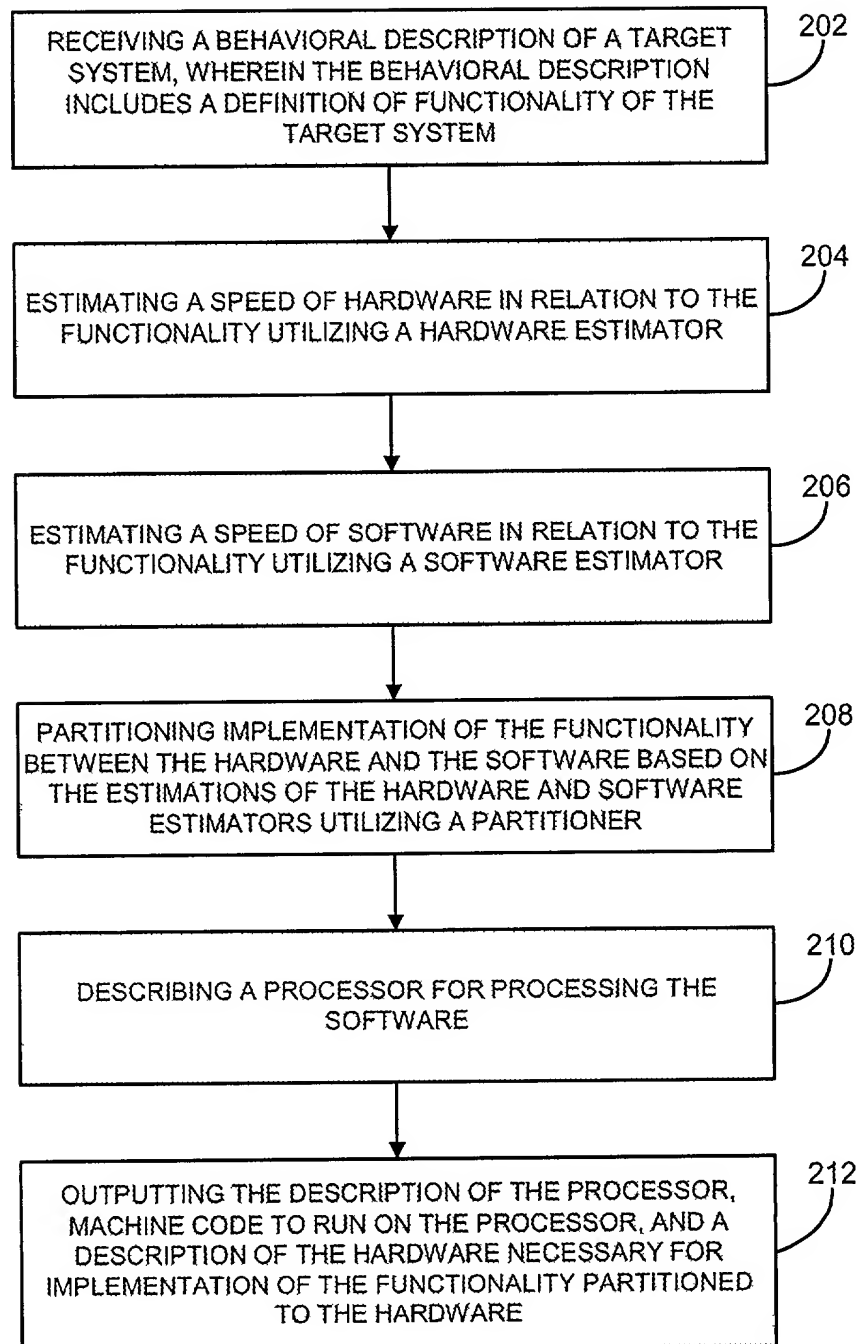 RECEIVING A BEHAVIORAL DESCRIPTION OF A TARGET
SYSTEM, WHEREIN THE BEHAVIORAL DESCRIPTION
INCLUDES A DEFINITION OF FUNCTIONALITY OF THE
TARGET SYSTEM
202
ESTIMATING A SPEED OF HARDWARE IN RELATION TO THE
FUNCTIONALITY UTILIZING A HARDWARE ESTIMATOR
204
ESTIMATING A SPEED OF SOFTWARE IN RELATION TO THE
FUNCTIONALITY UTILIZING A SOFTWARE ESTIMATOR
206
PARTITIONING IMPLEMENTATION OF THE FUNCTIONALITY
BETWEEN THE HARDWARE AND THE SOFTWARE BASED ON
THE ESTIMATIONS OF THE HARDWARE AND SOFTWARE
ESTIMATORS UTILIZING A PARTITIONER
208
DESCRIBING A PROCESSOR FOR PROCESSING THE
SOFTWARE
210
OUTPUTTING THE DESCRIPTION OF THE PROCESSOR,
MACHINE CODE TO RUN ON THE PROCESSOR, AND A
DESCRIPTION OF THE HARDWARE NECESSARY FOR
IMPLEMENTATION OF THE FUNCTIONALITY PARTITIONED
TO THE HARDWARE
212